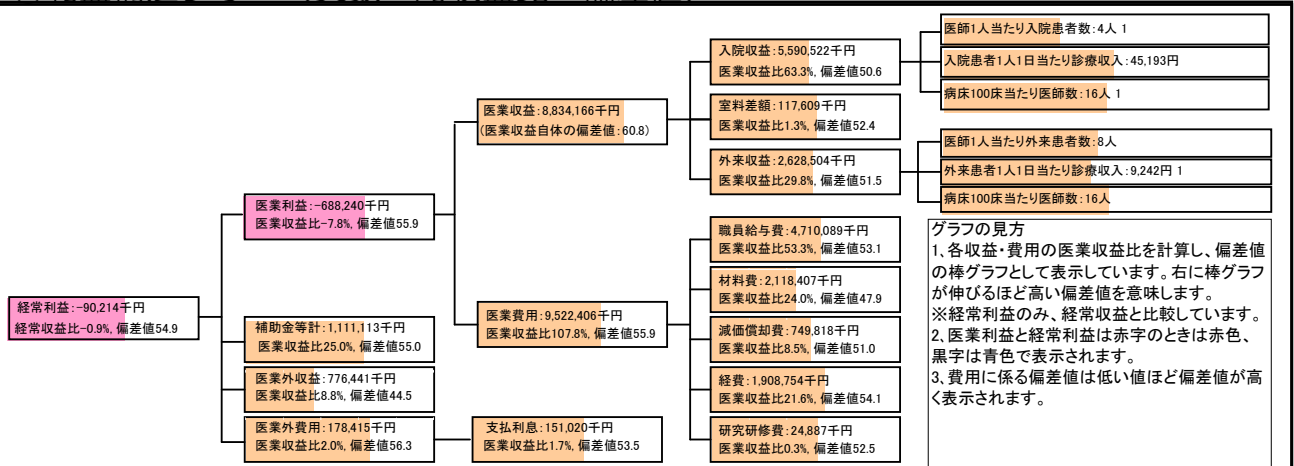 経常利益:-90,214千円
経常収益比-0.9%, 偏差値54.9
医業利益:-688,240千円
医業収益比-7.8%, 偏差値55.9
補助金等計:1,111,113千円
医業収益比25.0%, 偏差値55.0
医業外収益:776,441千円
医業収益比8.8%, 偏差値44.5
医業外費用:178,415千円
医業収益比2.0%, 偏差値56.3
医業収益:8,834,166千円
(医業収益自体の偏差値:60.8)
医業費用:9,522,406千円
医業収益比107.8%, 偏差値55.9
支払利息:151,020千円
医業収益比1.7%, 偏差値53.5
入院収益:5,590,522千円
医業収益比63.3%, 偏差値50.6
室料差額:117,609千円
医業収益比1.3%, 偏差値52.4
外来収益:2,628,504千円
医業収益比29.8%, 偏差値51.5
職員給与費:4,710,089千円
医業収益比53.3%, 偏差値53.1
材料費:2,118,407千円
医業収益比24.0%, 偏差値47.9
減価償却費:749,818千円
医業収益比8.5%, 偏差値51.0
経費:1,908,754千円
医業収益比21.6%, 偏差値54.1
研究研修費:24,887千円
医業収益比0.3%, 偏差値52.5
医師1人当たり入院患者数:4人 1
入院患者1人1日当たり診療収入:45,193円
病床100床当たり医師数:16人 1
医師1人当たり外来患者数:8人
外来患者1人1日当たり診療収入:9,242円 1
病床100床当たり医師数:16人
グラフの見方
1、各収益・費用の医業収益比を計算し、偏差値
の棒グラフとして表示しています。右に棒グラフ
が伸びるほど高い偏差値を意味します。
※経常利益のみ、経常収益と比較しています。
2、医業利益と経常利益は赤字のときは赤色、
黒字は青色で表示されます。
3、費用に係る偏差値は低い値ほど偏差値が高
く表示されます。